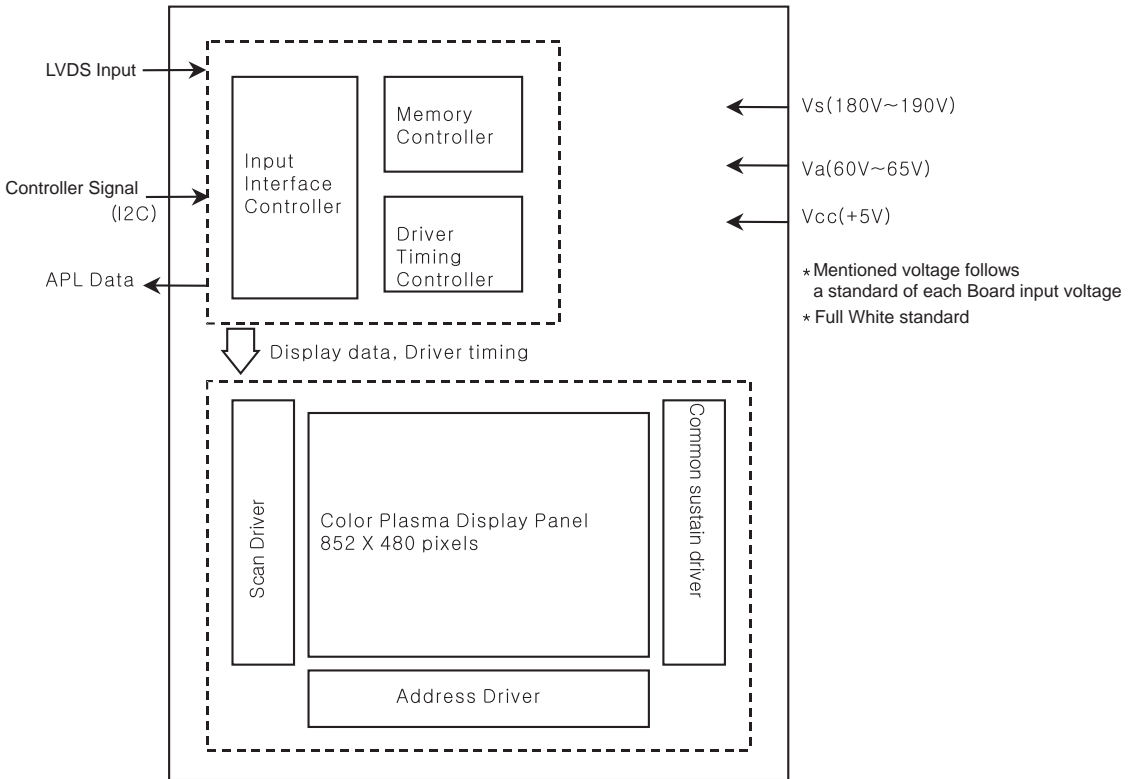 LVDS Input
Controller Signal
(I2C)
APL Data
Input
Interface
Controller
Memory
Controller
Driver
Timing
Controller
Vs(180V~190V)
Va(60V~65V)
Vcc(+5V)
* Mentioned voltage follows
a standard of each Board input voltage
* Full White standard
Display data, Driver timing
Scan Driver
Color Plasma Display Panel
852 X 480 pixels
Common sustain driver
Address Driver